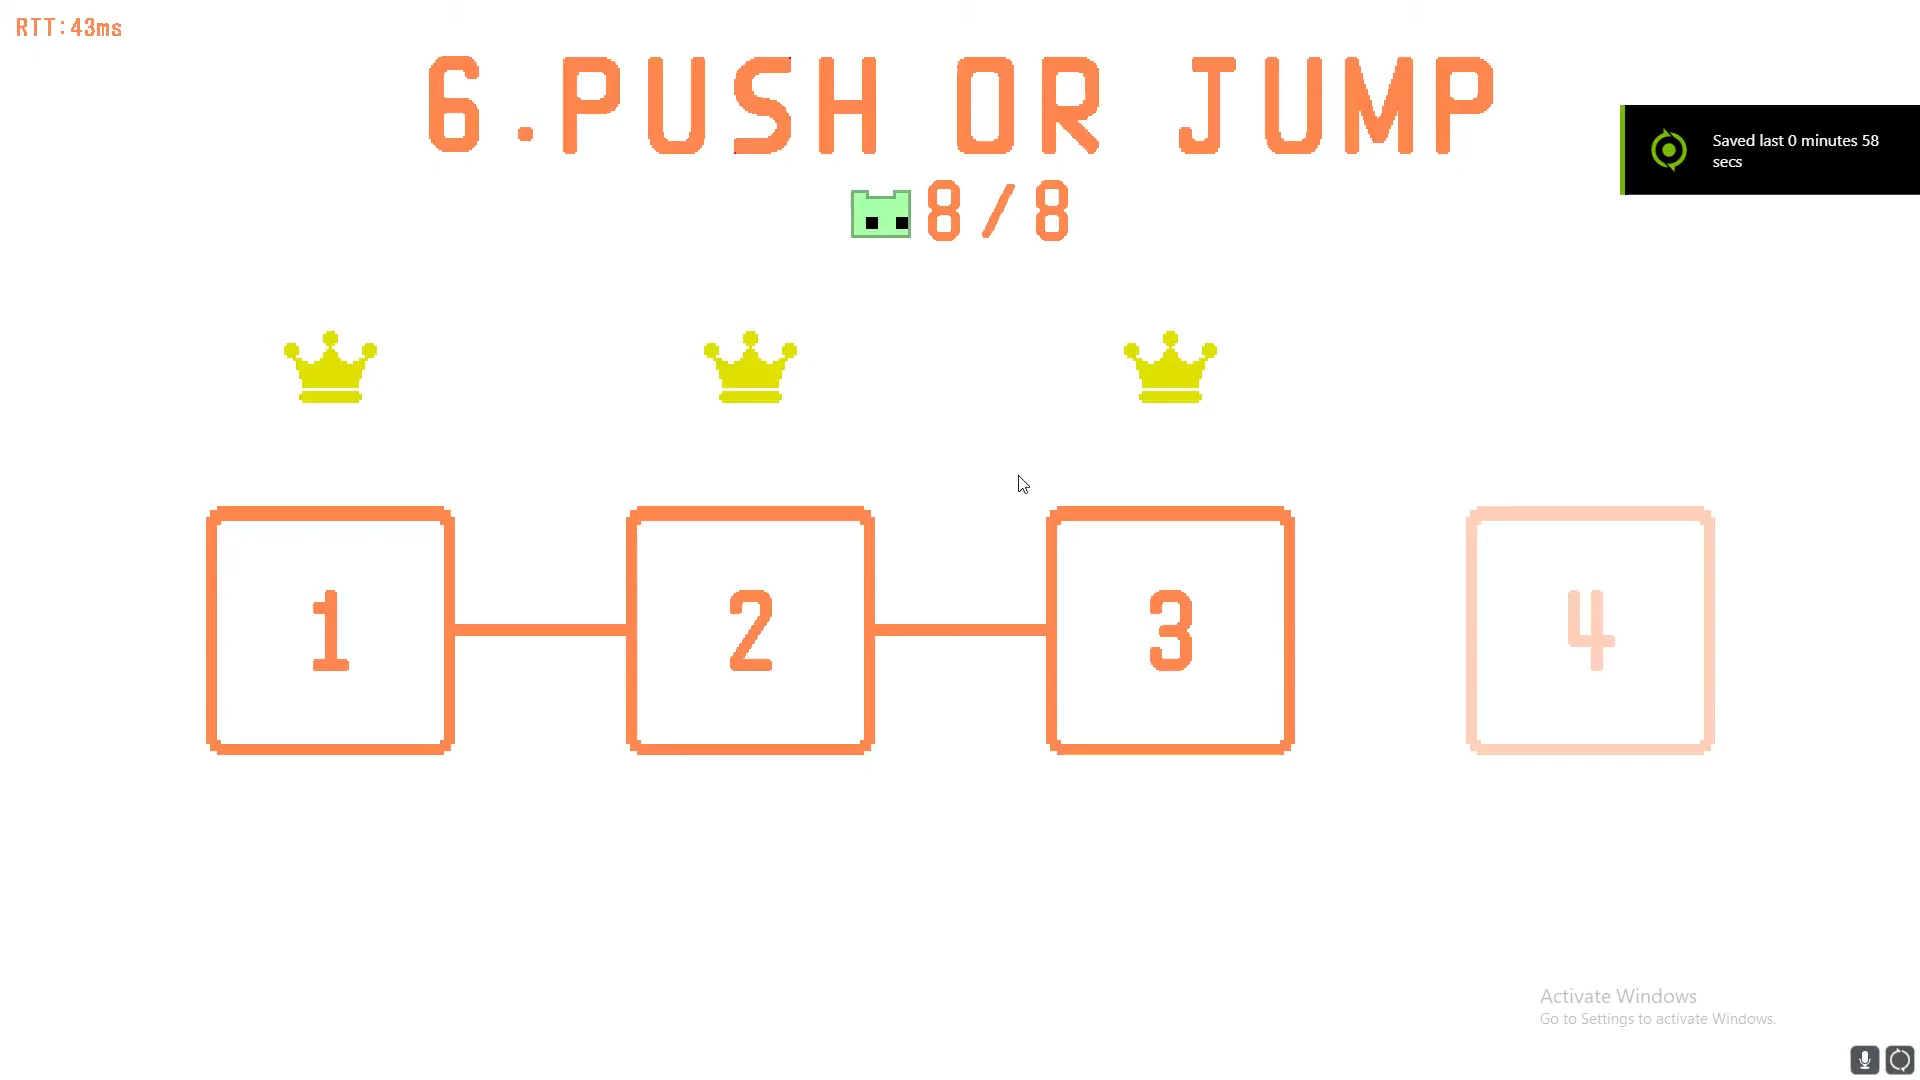 RTT:43ms
6.PUSH OR JUMP
8/8
Saved last 0 minutes 58
secs
1
2
3
4
Activate Windows
Go to Settings to activate Windows.